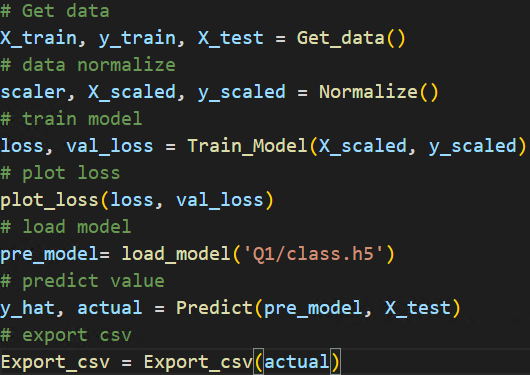 # Get data
X_train, y_train, X_test = Get_data()
# data normalize
scaler, X_scaled, y_scaled = Normalize()
# train model
loss, val_loss = Train_Model(X_scaled, y_scaled)
# plot loss
plot_loss(loss, val_loss)
# load model
pre_model= load_model('Q1/class.h5')
# predict value
y_hat, actual = Predict(pre_model, X_test)
# export csv
Export_csv = Export_csv(actual)